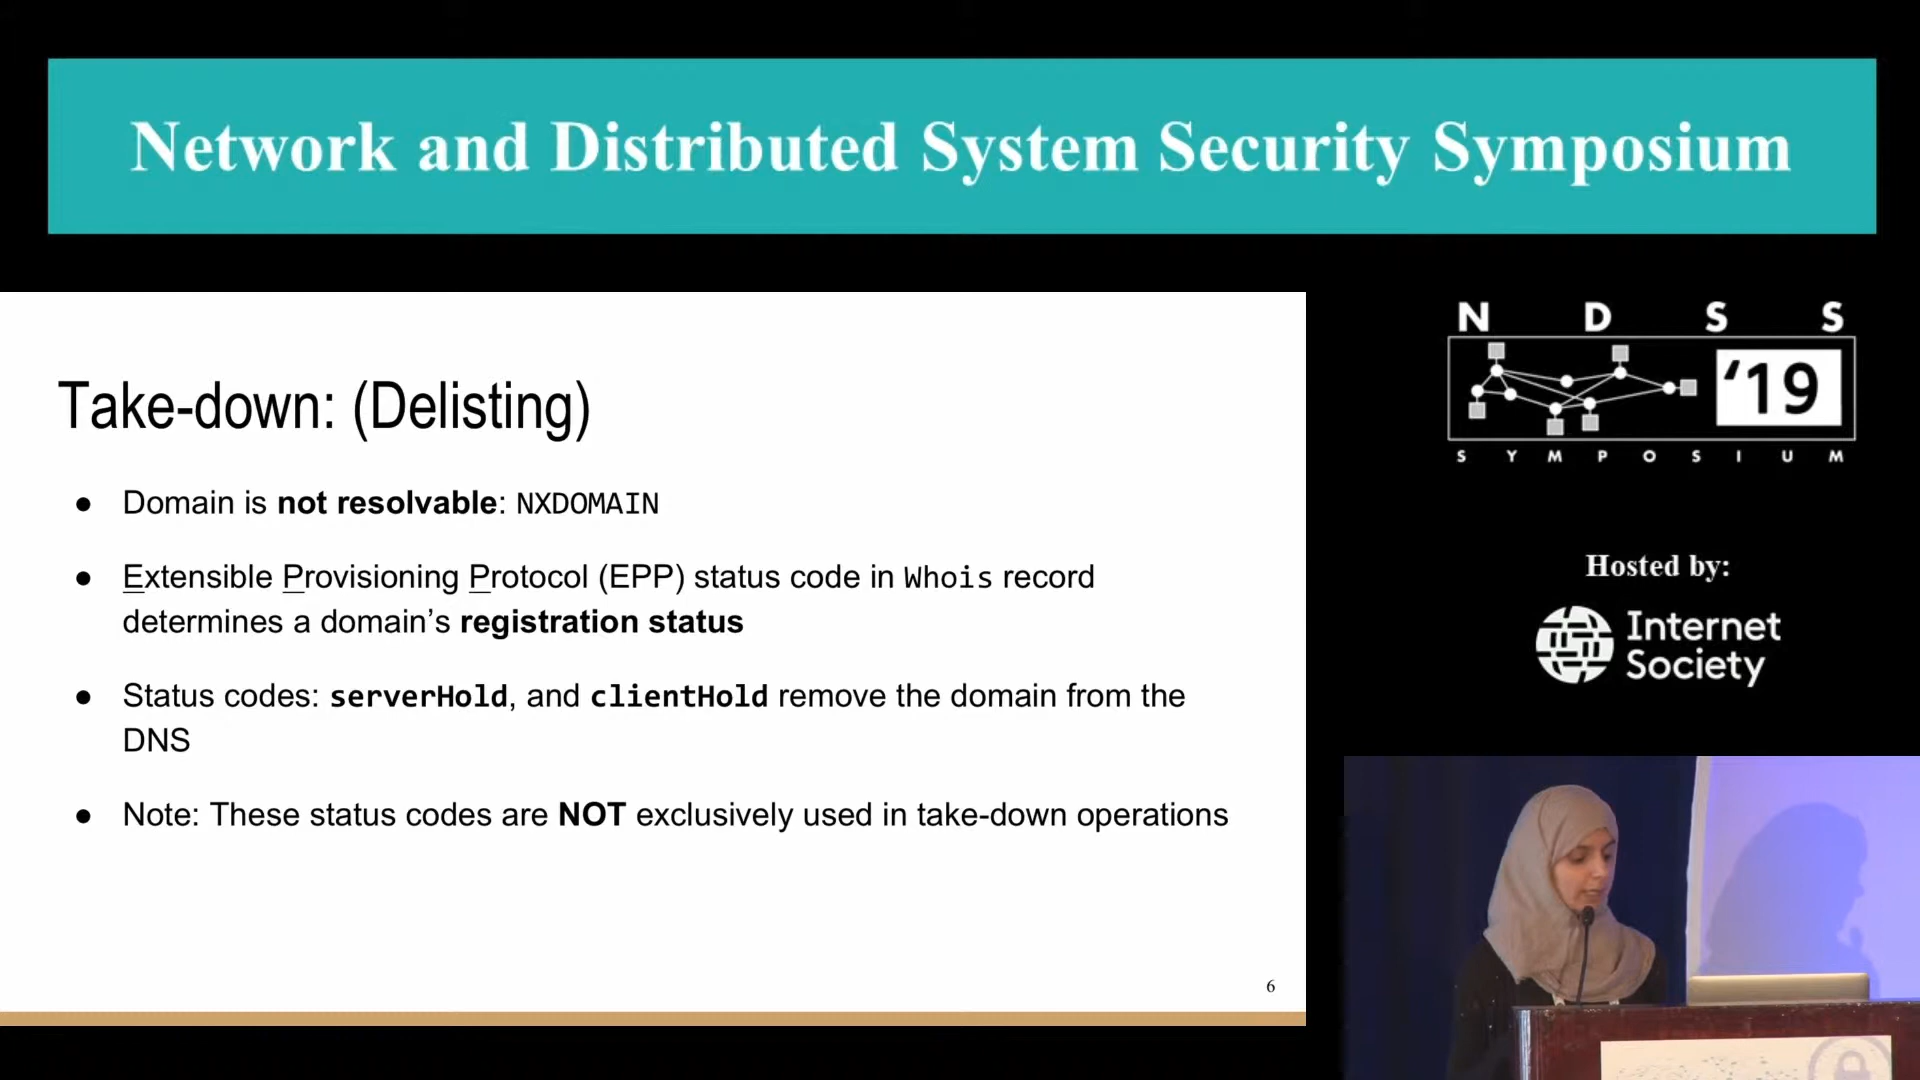 Network and Distributed System Security Symposium
Take-down: (Delisting)
● Domain is not resolvable: NXDOMAIN
● Extensible Provisioning Protocol (EPP) status code in Whois record
determines a domain’s registration status
● Status codes: serverHold, and clientHold remove the domain from the
DNS
● Note: These status codes are NOT exclusively used in take-down operations
6
N D S S
‘19
S Y M P O S I U M
Hosted by:
Internet
Society